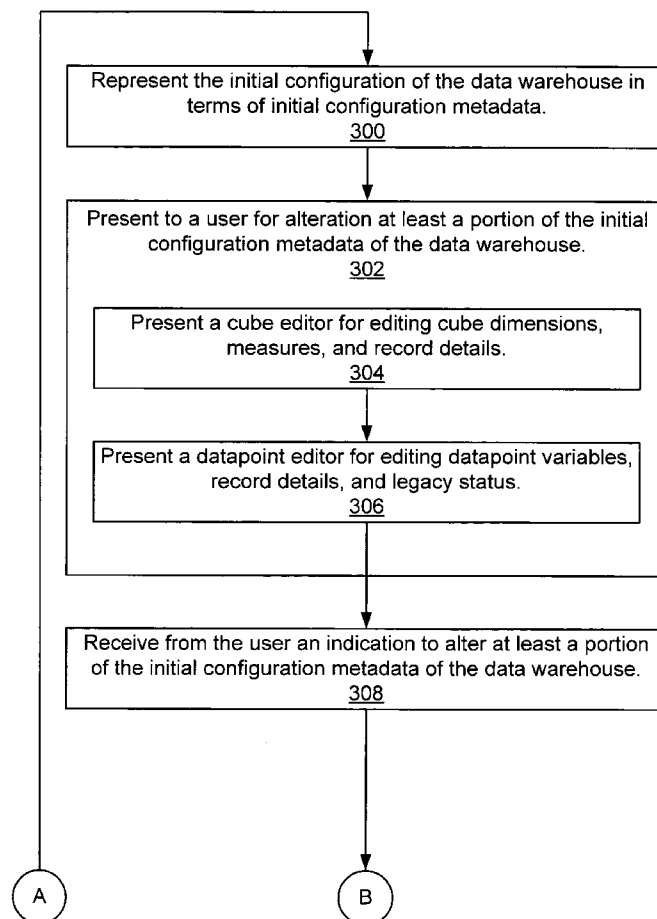 Represent the initial configuration of the data warehouse in
terms of initial configuration metadata.
300
Present to a user for alteration at least a portion of the initial
configuration metadata of the data warehouse.
302
Present a cube editor for editing cube dimensions,
measures, and record details.
304
Present a datapoint editor for editing datapoint variables,
record details, and legacy status.
306
Receive from the user an indication to alter at least a portion
of the initial configuration metadata of the data warehouse.
308
A
B